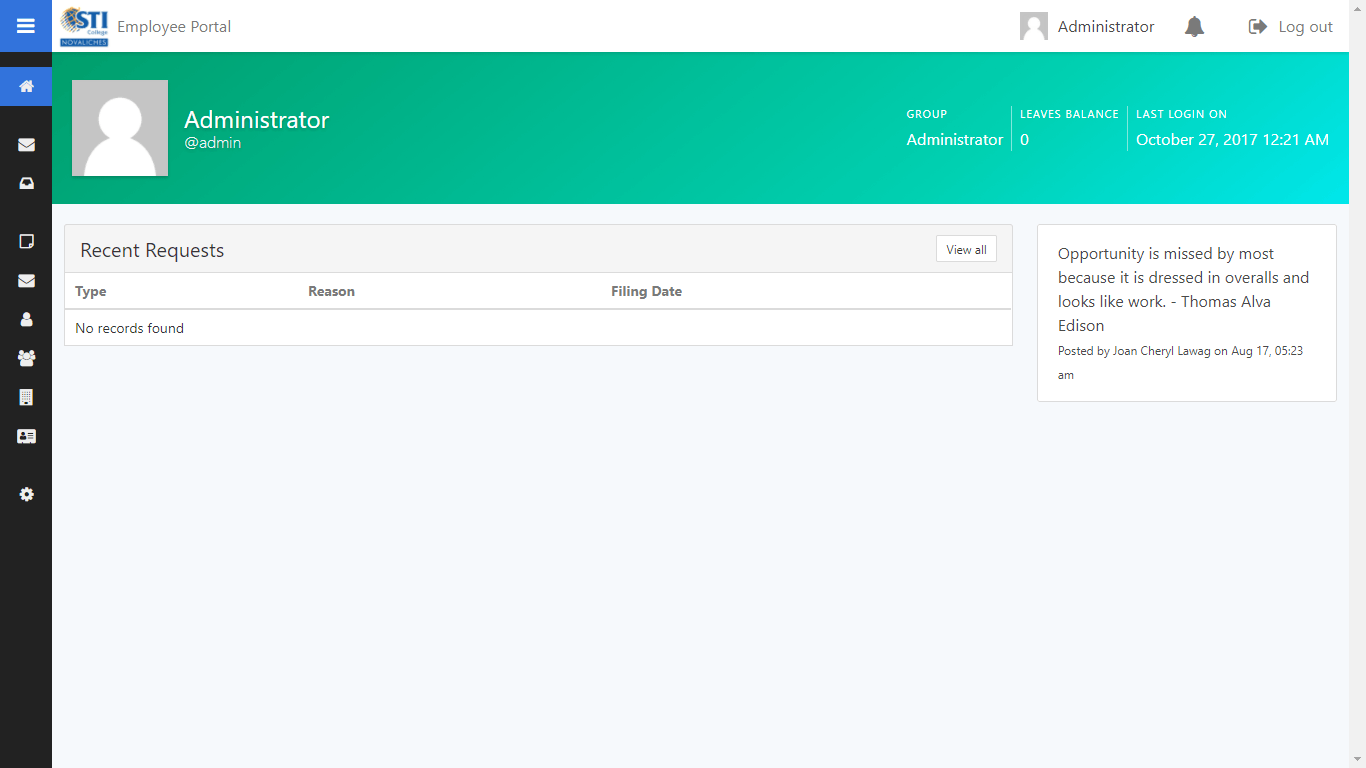 STI
College
NOVALICHES
Employee Portal
Administrator
Log out
Administrator
@admin
GROUP
Administrator
LEAVES BALANCE
0
LAST LOGIN ON
October 27, 2017 12:21 AM
Recent Requests
View all
Type Reason Filing Date
No records found
Opportunity is missed by most
because it is dressed in overalls and
looks like work. - Thomas Alva
Edison
Posted by Joan Cheryl Lawag on Aug 17, 05:23
am